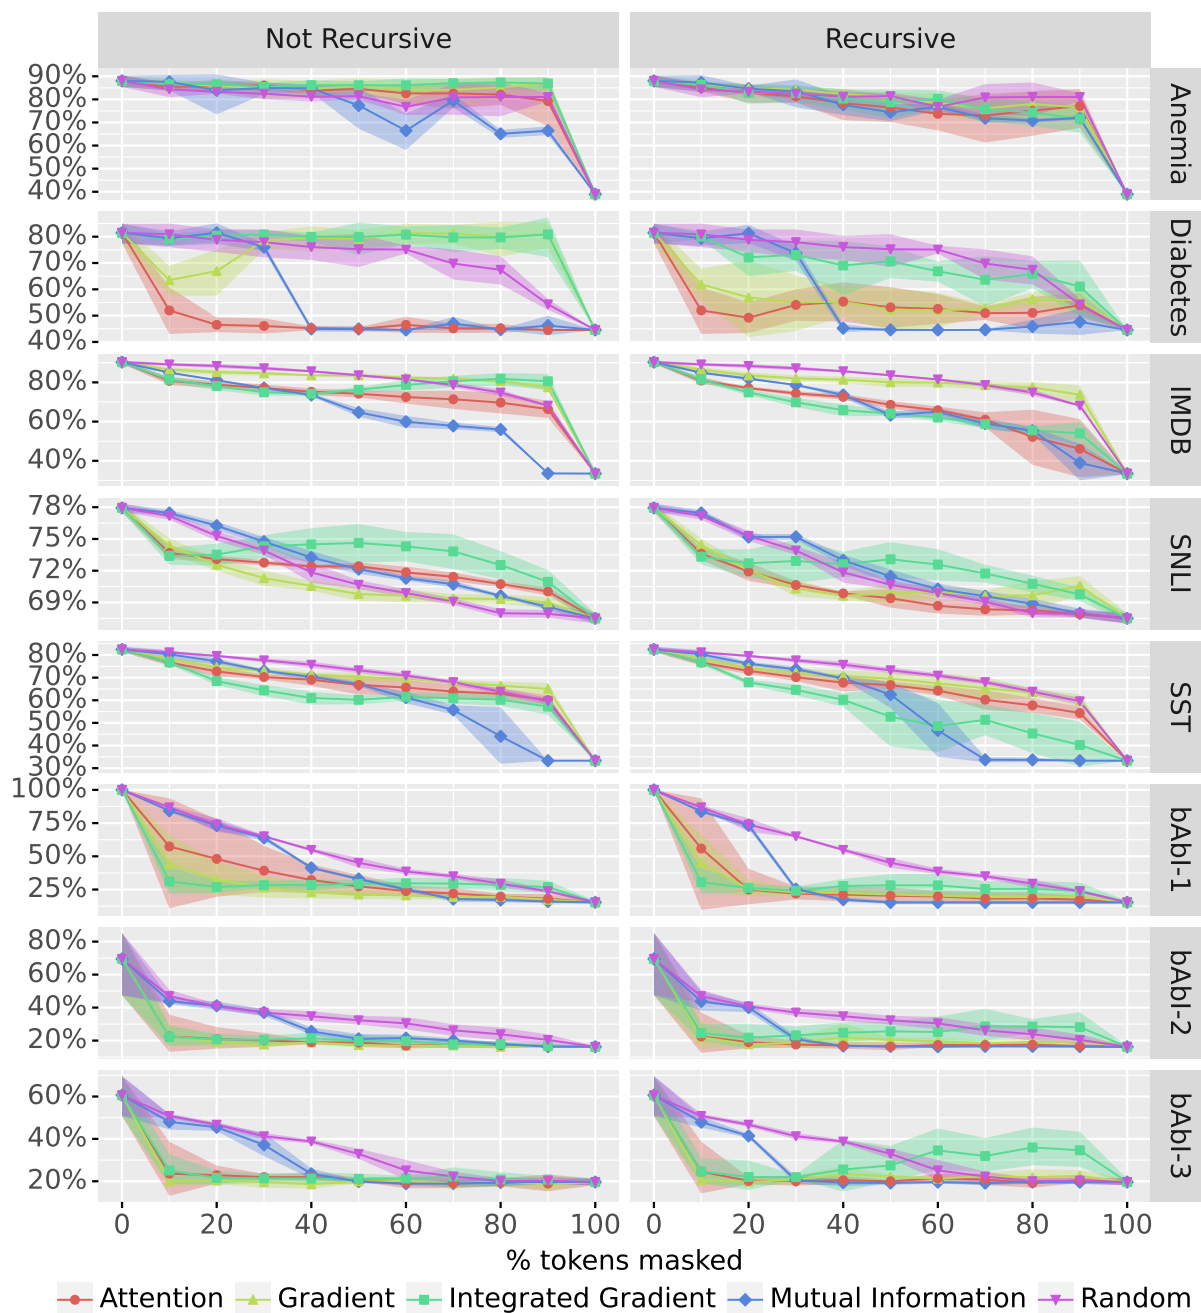 Not Recursive
Recursive
90%
80%
70%
60%
50%
40%
Anemia
80%
70%
60%
50%
40%
Diabetes
80%
60%
40%
IMDB
78%
75%
72%
69%
SNLI
80%
70%
60%
50%
40%
30%
SST
100%
75%
50%
25%
bAbI-1
80%
60%
40%
20%
bAbI-2
60%
40%
20%
bAbI-3
0 20 40 60 80 100
0 20 40 60 80 100
% tokens masked
Attention Gradient Integrated Gradient Mutual Information Random